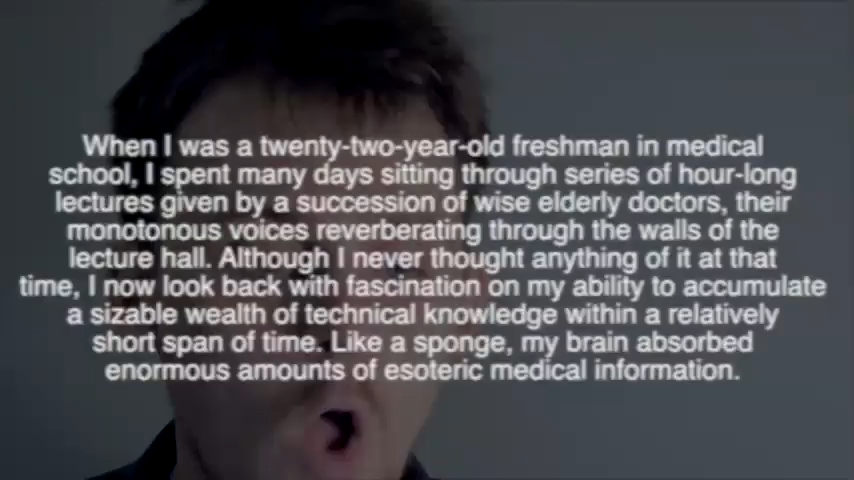 When I was a twenty-two-year-old freshman in medical
school, I spent many days sitting through series of hour-long
lectures given by a succession of wise elderly doctors, their
monotonous voices reverberating through the walls of the
lecture hall. Although I never thought anything of it at that
time, I now look back with fascination on my ability to accumulate
a sizable wealth of technical knowledge within a relatively
short span of time. Like a sponge, my brain absorbed
enormous amounts of esoteric medical information.